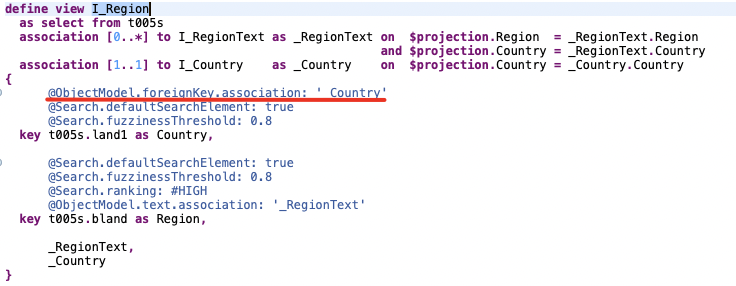 define view I_Region
as select from t005s
association [0..*] to I_RegionText as _RegionText on $projection.Region = _RegionText.Region
and $projection.Country = _RegionText.Country
association [1..1] to I_Country as _Country on $projection.Country = _Country.Country
{
@ObjectModel.foreignKey.association: '_Country'
@Search.defaultSearchElement: true
@Search.fuzzinessThreshold: 0.8
key t005s.land1 as Country,
@Search.defaultSearchElement: true
@Search.fuzzinessThreshold: 0.8
@Search.ranking: #HIGH
@ObjectModel.text.association: '_RegionText'
key t005s.bland as Region,
_RegionText,
_Country
}